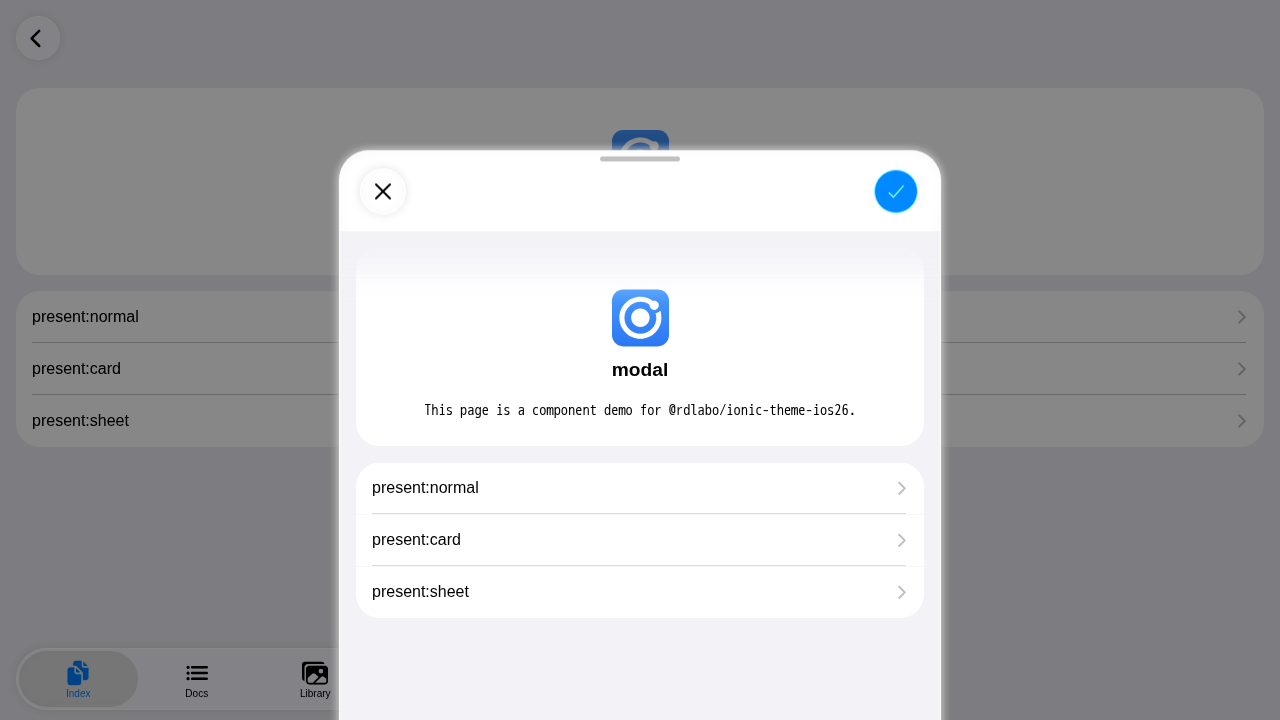 present:normal
present:card
present:sheet
modal
This page is a component demo for @rdlabo/ionic-theme-ios26.
present:normal
present:card
present:sheet
Index
Docs
Library